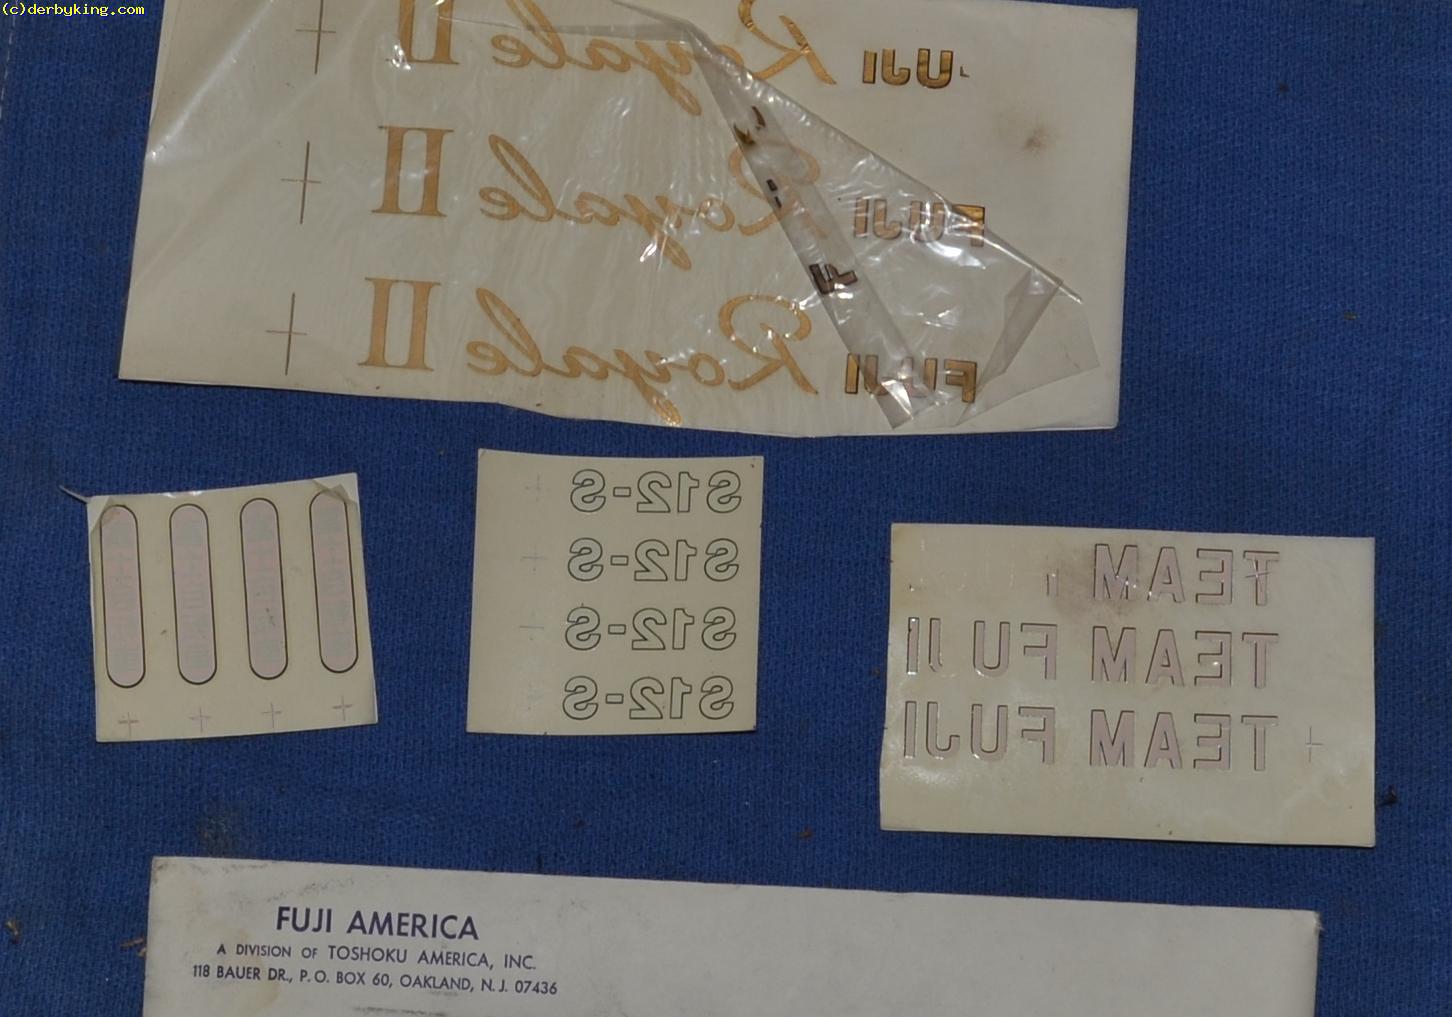 (c)derbyking.com
UJI Royale II
FUJI Royale II
FUJI Royale II
S12-S
S12-S
S12-S
S12-S
TEAM
TEAM FUJI
TEAM FUJI
FUJI AMERICA
A DIVISION OF TOSHOKU AMERICA, INC.
118 BAUER DR., P.O. BOX 60, OAKLAND, N.J. 07436